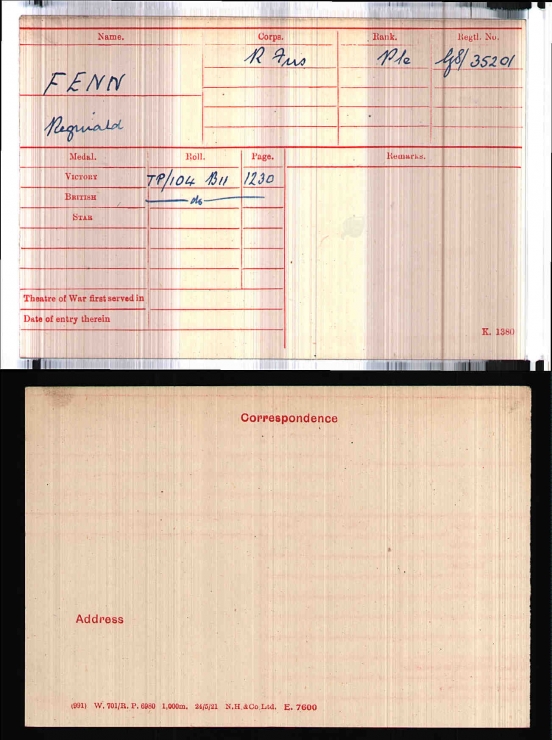 Name. Corps. Rank. Regtl. No.
R Fus Pte GS/35201
FENN
Reginald
Medal. Roll. Page. Remarks.
VICTORY TP/104 B11 1230
BRITISH —do—
STAR
Theatre of War first served in
Date of entry therein
K. 1380
Correspondence
Address
(991) W. 701/R. P. 6980 1,000m. 24/5/21 N.H.&Co.Ltd. E. 7600